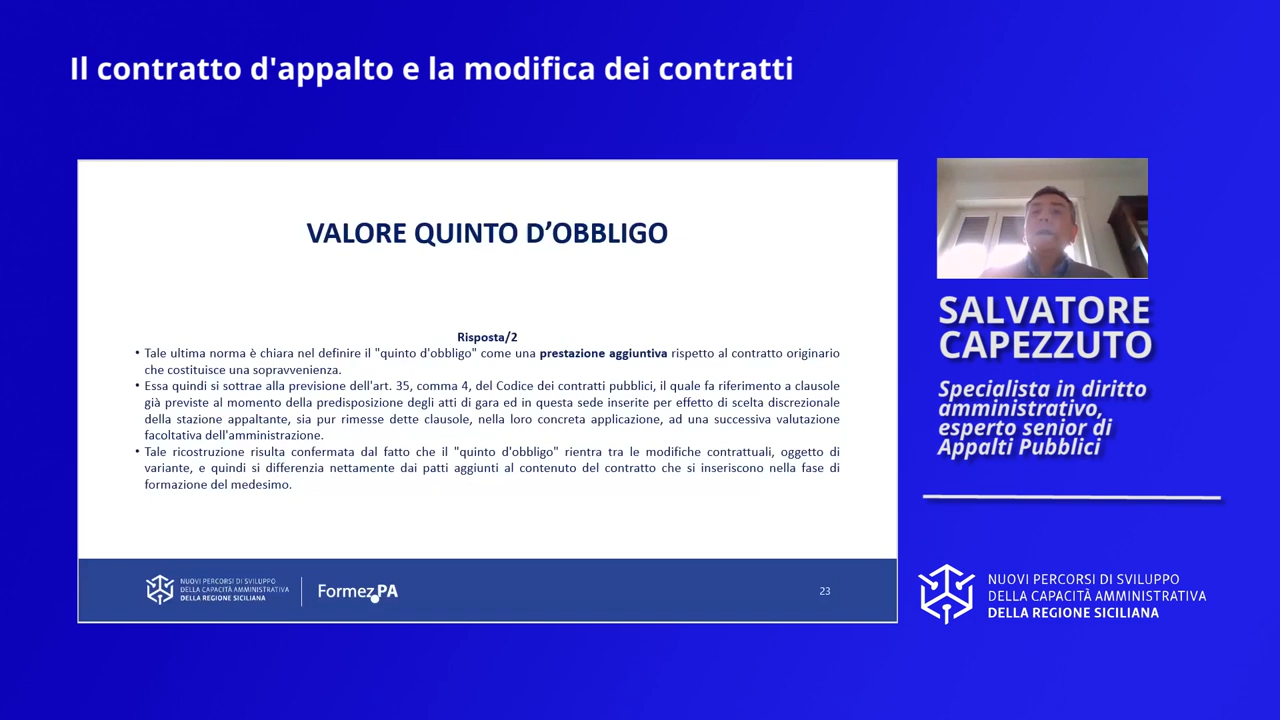 Il contratto d'appalto e la modifica dei contratti
VALORE QUINTO D’OBBLIGO
Risposta/2
• Tale ultima norma è chiara nel definire il "quinto d'obbligo" come una prestazione aggiuntiva rispetto al contratto originario
che costituisce una sopravvenienza.
• Essa quindi si sottrae alla previsione dell'art. 35, comma 4, del Codice dei contratti pubblici, il quale fa riferimento a clausole
già previste al momento della predisposizione degli atti di gara ed in questa sede inserite per effetto di scelta discrezionale
della stazione appaltante, sia pur rimesse dette clausole, nella loro concreta applicazione, ad una successiva valutazione
facoltativa dell'amministrazione.
• Tale ricostruzione risulta confermata dal fatto che il "quinto d'obbligo" rientra tra le modifiche contrattuali, oggetto di
variante, e quindi si differenzia nettamente dai patti aggiunti al contenuto del contratto che si inseriscono nella fase di
formazione del medesimo.
NUOVI PERCORSI DI SVILUPPO
DELLA CAPACITÀ AMMINISTRATIVA
DELLA REGIONE SICILIANA
FormezPA
23
SALVATORE
CAPEZZUTO
Specialista in diritto
amministrativo,
esperto senior di
Appalti Pubblici
NUOVI PERCORSI DI SVILUPPO
DELLA CAPACITÀ AMMINISTRATIVA
DELLA REGIONE SICILIANA